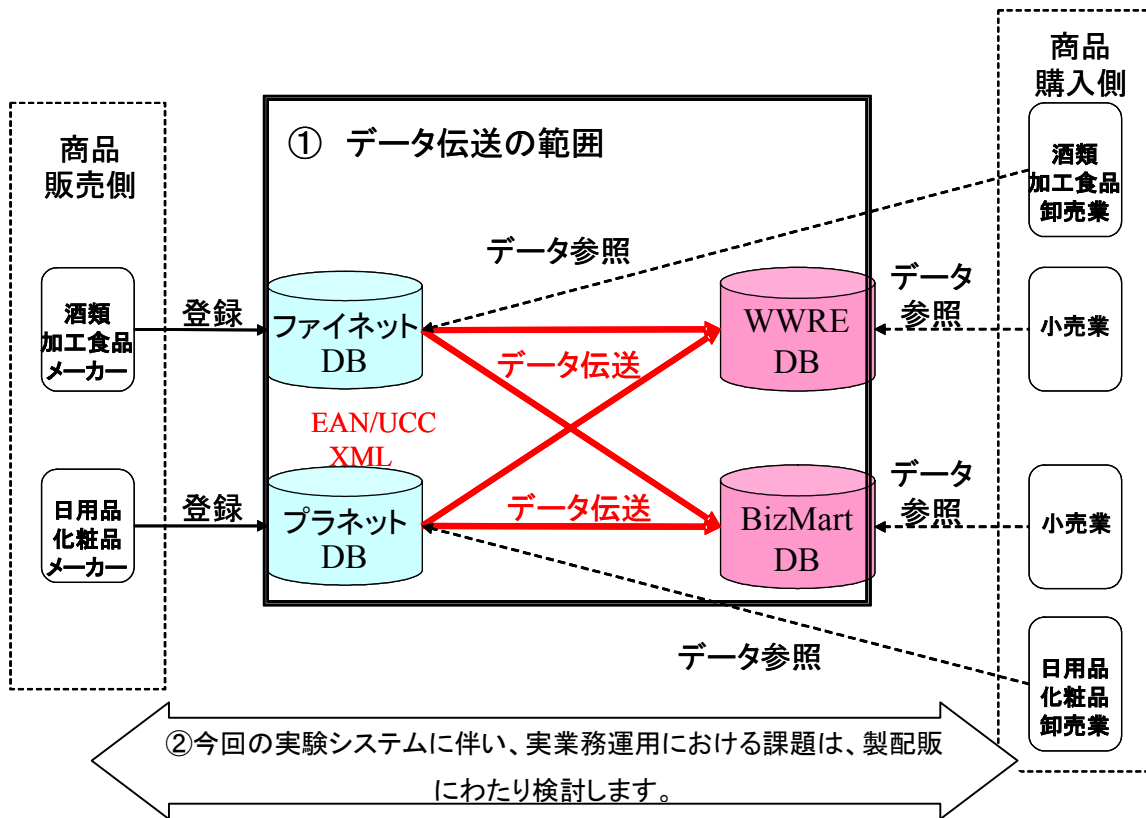 商品
販売側
酒類
加工食品
メーカー
日用品
化粧品
メーカー
登録
登録
① データ伝送の範囲
データ参照
ファイネット
DB
データ伝送
EAN/UCC
XML
プラネット
DB
データ伝送
WWRE
DB
BizMart
DB
データ
参照
データ
参照
データ参照
商品
購入側
酒類
加工食品
卸売業
小売業
小売業
日用品
化粧品
卸売業
②今回の実験システムに伴い、実業務運用における課題は、製配販
にわたり検討します。